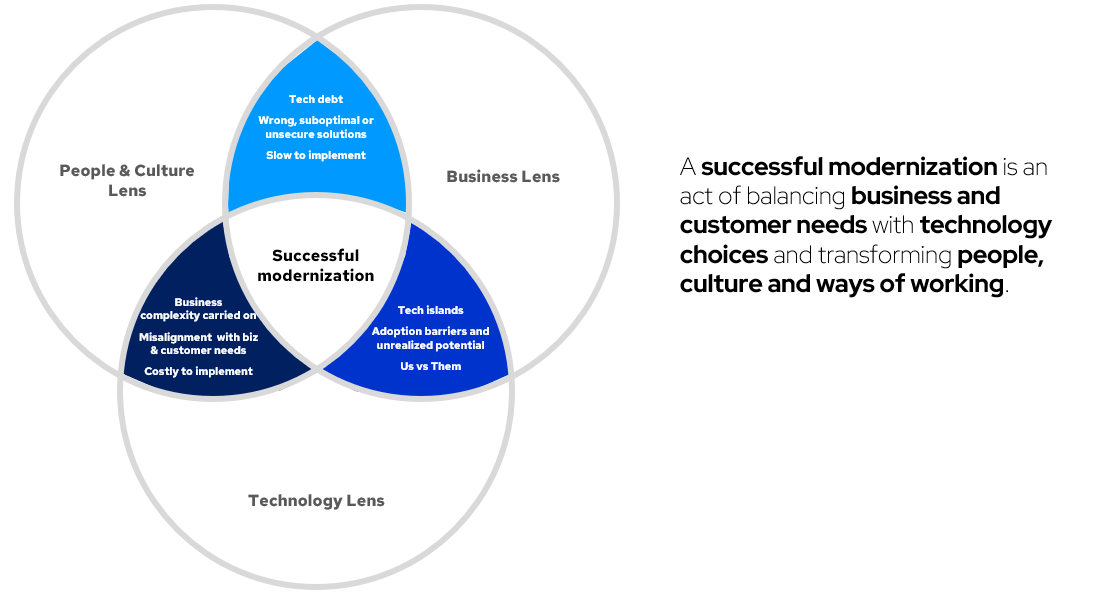 Tech debt
Wrong, suboptimal or
unsecure solutions
Slow to implement
People & Culture
Lens
Business Lens
Successful
modernization
Business
complexity carried on
Misalignment with biz
& customer needs
Costly to implement
Tech islands
Adoption barriers and
unrealized potential
Us vs Them
Technology Lens
A successful modernization is an
act of balancing business and
customer needs with technology
choices and transforming people,
culture and ways of working.